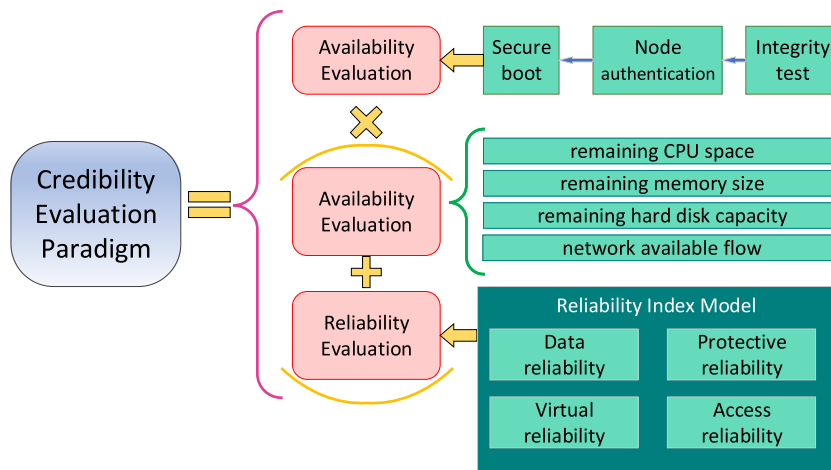 Credibility
Evaluation
Paradigm
Availability
Evaluation
Secure
boot
Node
authentication
Integrity
test
Availability
Evaluation
remaining CPU space
remaining memory size
remaining hard disk capacity
network available flow
Reliability
Evaluation
Reliability Index Model
Data
reliability
Protective
reliability
Virtual
reliability
Access
reliability